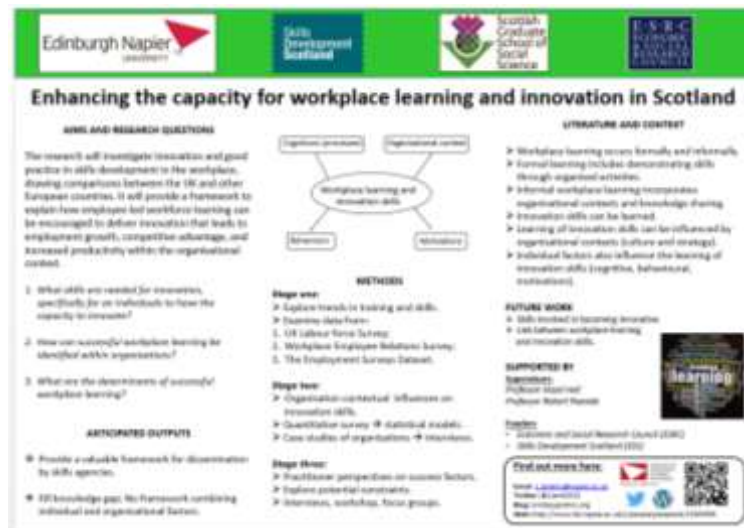 Edinburgh Napier
UNIVERSITY
Skills
Development
Scotland
Scottish
Graduate
School of
Social
Science
E·S·R·C
ECONOMIC
& SOCIAL
RESEARCH
COUNCIL
Enhancing the capacity for workplace learning and innovation in Scotland
AIMS AND RESEARCH QUESTIONS
The research will investigate innovation and good
practice in skills development in the workplace,
drawing comparisons between the UK and other
European countries. It will provide a framework to
explain how employee led workforce learning can
be encouraged to deliver innovation that leads to
employment growth, competitive advantage, and
increased productivity within the organisational
context.
1. What skills are needed for innovation,
specifically for an individuals to have the
capacity to innovate?
2. How can successful workplace learning be
identified within organisations?
3. What are the determinants of successful
workplace learning?
ANTICIPATED OUTPUTS
Provide a valuable framework for dissemination
by skills agencies.
Fill knowledge gap. No framework combining
individual and organisational factors.
Cognitive processes
Organisational context
Workplace learning and
innovation skills
Behaviours
Motivations
METHODS
Stage one:
➤ Explore trends in training and skills.
➤ Examine data from:
1. UK Labour Force Survey.
2. Workplace Employee Relations Survey.
3. The Employment Surveys Dataset.
Stage two:
➤ Organisation contextual influences on
innovation skills.
➤ Quantitative survey → statistical models.
➤ Case studies of organisations → interviews.
Stage three:
➤ Practitioner perspectives on success factors.
➤ Explore potential constraints.
➤ Interviews, workshop, focus groups.
LITERATURE AND CONTEXT
➤ Workplace learning occurs formally and informally.
➤ Formal learning includes demonstrating skills
through organised activities.
➤ Informal workplace learning incorporates
organisational contexts and knowledge sharing.
➤ Innovation skills can be learned.
➤ Learning of innovation skills can be influenced by
organisational contexts (culture and strategy).
➤ Individual factors also influence the learning of
innovation skills (cognitive, behavioural,
motivations).
FUTURE WORK
Skills involved in becoming innovative
Link between workplace learning
and innovation skills.
learning
SUPPORTED BY
Supervisors:
Professor
Professor Robert
Funders:
Economic and Social Research Council (ESRC)
Skills Development Scotland (SDS)
Find out more here:
Email:
Twitter:
Blog:
Web: